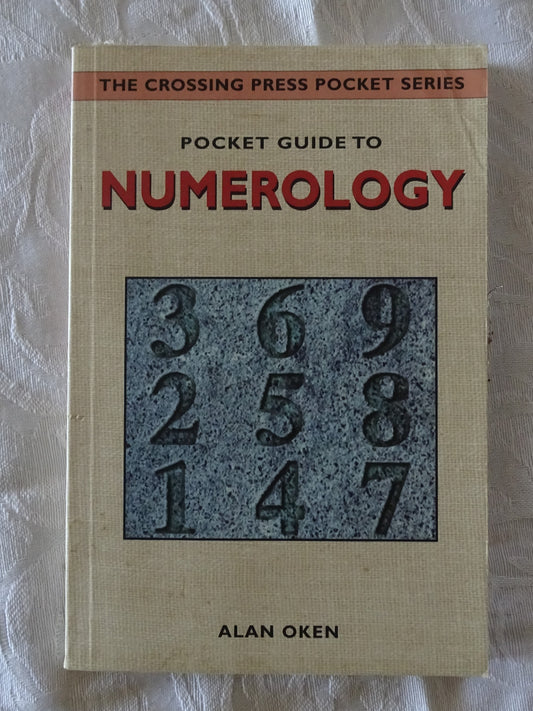 THE CROSSING PRESS POCKET SERIES
POCKET GUIDE TO
NUMEROLOGY
3 6 9
2 5 8
1 4 7
ALAN OKEN